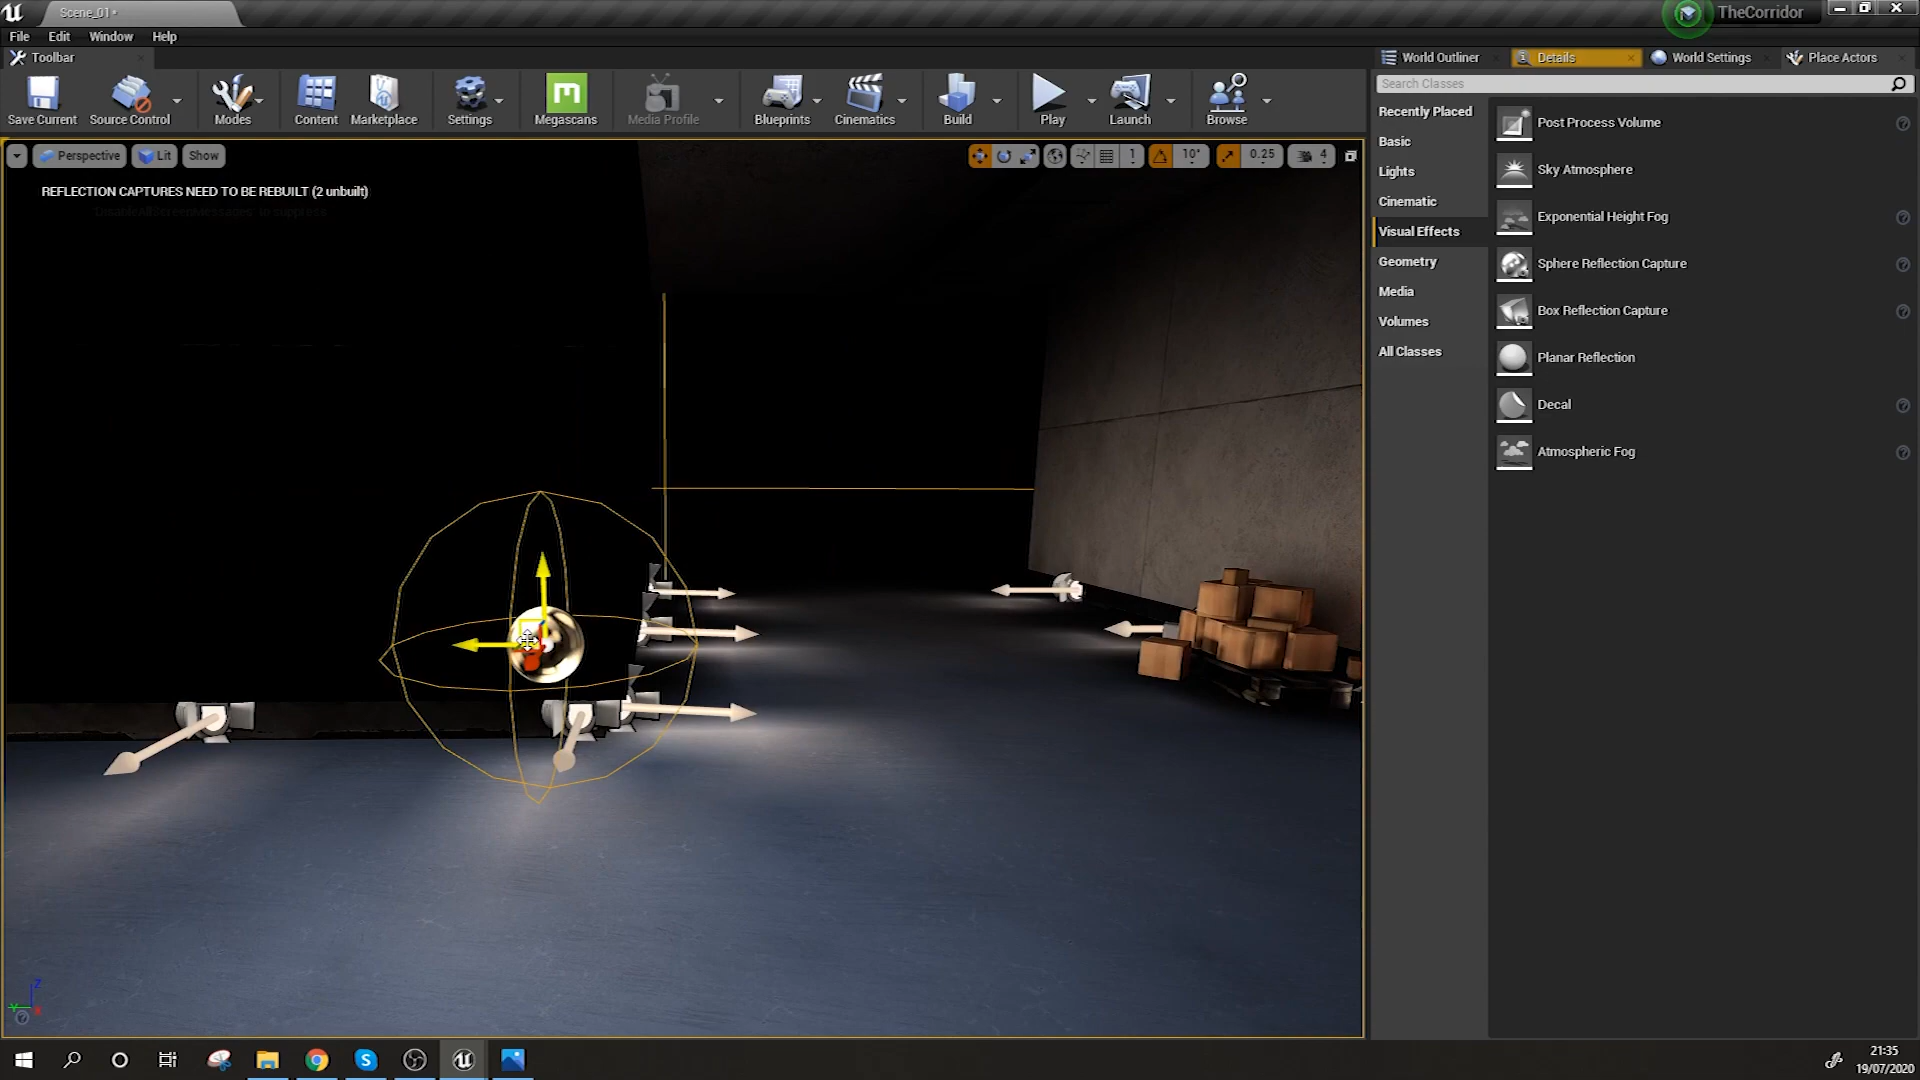 Scene_01*
TheCorridor
File Edit Window Help
Toolbar
World Outliner Details World Settings Place Actors
Search Classes
Save Current Source Control Modes Content Marketplace Settings Megascans Media Profile Blueprints Cinematics Build Play Launch Browse
Perspective Lit Show
1 10° 0.25 4
REFLECTION CAPTURES NEED TO BE REBUILT (2 unbuilt)
'DisableAllScreenMessages' to suppress
Recently Placed
Basic
Lights
Cinematic
Visual Effects
Geometry
Media
Volumes
All Classes
Post Process Volume
Sky Atmosphere
Exponential Height Fog
Sphere Reflection Capture
Box Reflection Capture
Planar Reflection
Decal
Atmospheric Fog
Z
21:35
19/07/2020